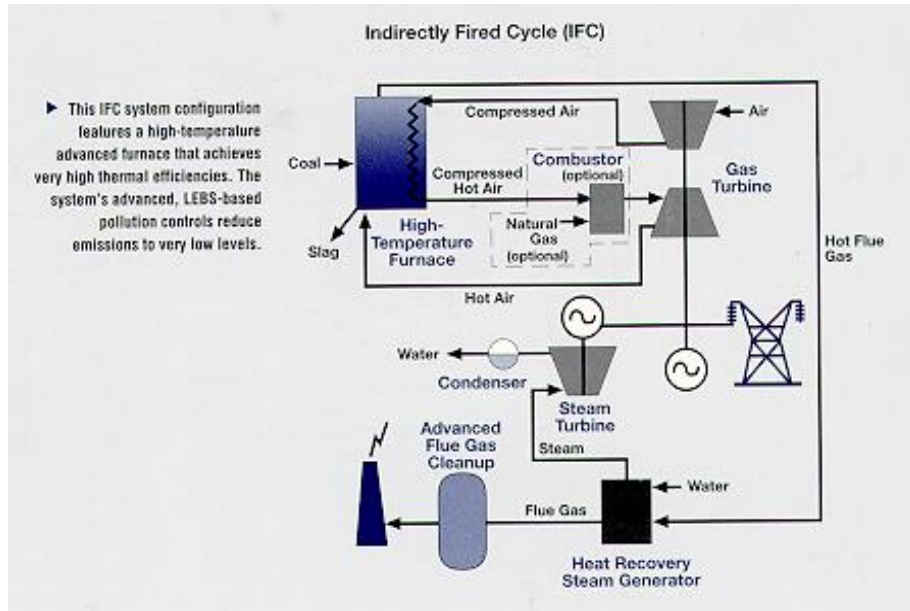 Indirectly Fired Cycle (IFC)
► This IFC system configuration
features a high-temperature
advanced furnace that achieves
very high thermal efficiencies. The
system's advanced, LEBS-based
pollution controls reduce
emissions to very low levels.
Compressed Air
Air
Coal
Combustor
(optional)
Compressed
Hot Air
Gas
Turbine
High-
Temperature
Furnace
Natural
Gas
(optional)
Slag
Hot Flue
Gas
Hot Air
Water
Condenser
Steam
Turbine
Advanced
Flue Gas
Cleanup
Steam
Water
Flue Gas
Heat Recovery
Steam Generator